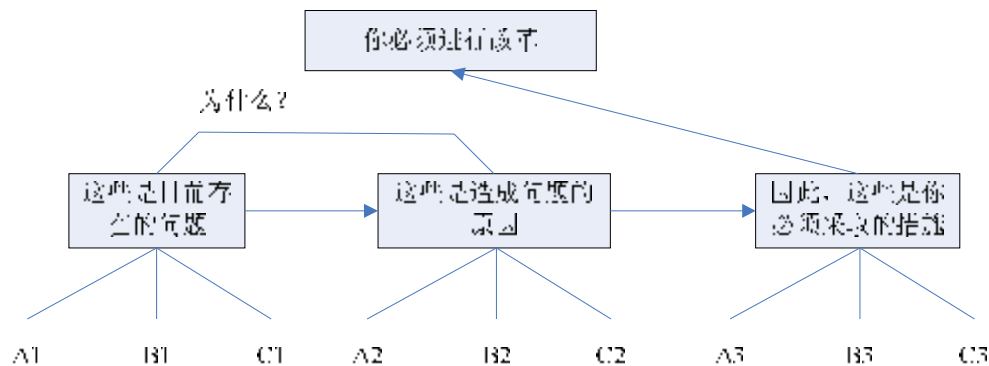 你必须进行改革
为什么？
这些是目前存
在的问题
这些是造成问题的
原因
因此，这些是你
必须采取的措施
A1 B1 C1 A2 B2 C2 A3 B3 C3